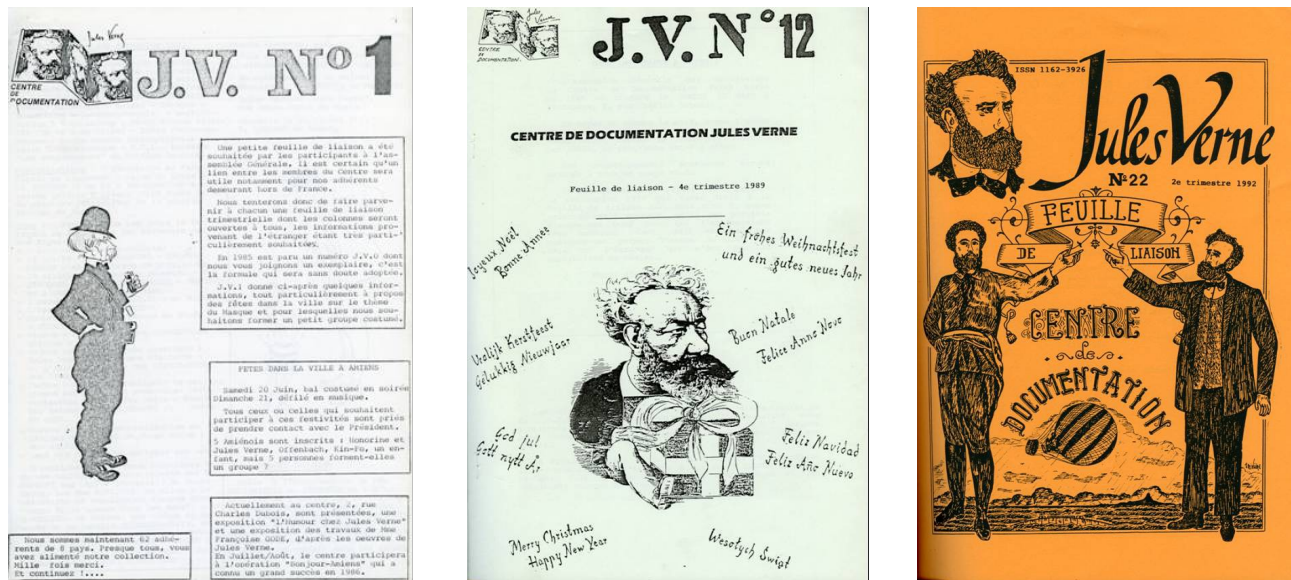 Jules Verne
CENTRE
DE
DOCUMENTATION
J.V. Nº 1
Une petite feuille de liaison a été
souhaitée par les participants à l'as-
semblée Générale. Il est certain qu'un
lien entre les membres du Centre sera
utile notamment pour nos adhérents
demeurant hors de France.
Nous tenterons donc de faire parve-
nir à chacun une feuille de liaison
trimestrielle dont les colonnes seront
ouvertes à tous, les informations pro-
venant de l'étranger étant très parti-
culièrement souhaitées.
En 1985 est paru un numéro J.V.0 dont
nous vous joignons un exemplaire, c'est
la formule qui sera sans doute adoptée.
J.V.1 donne ci-après quelques infor-
mations, tout particulièrement à propos
des fêtes dans la ville sur le thème
du Masque et pour lesquelles nous sou-
haitons former un petit groupe costumé.
FETES DANS LA VILLE A AMIENS
Samedi 20 Juin, bal costumé en soirée
Dimanche 21, défilé en musique.
Tous ceux ou celles qui souhaitent
participer à ces festivités sont priés
de prendre contact avec le Président.
5 Amiénois sont inscrits : Honorine et
Jules Verne, Offenbach, Kin-Fo, un en-
fant, mais 5 personnes forment-elles
un groupe ?
Actuellement au centre, 2, rue
Charles Dubois, sont présentées, une
exposition "l'Humour chez Jules Verne"
et une exposition des travaux de Mme
Françoise GODE, d'après les oeuvres de
Jules Verne.
En Juillet/Août, le centre participera
à l'opération "Bonjour-Amiens" qui a
connu un grand succès en 1986.
Nous sommes maintenant 62 adhé-
rents de 8 pays. Presque tous, vous
avez alimenté notre collection.
Mille fois merci.
Et continuez !....
Jules Verne
CENTRE
DE
DOCUMENTATION
J.V. Nº 12
CENTRE DE DOCUMENTATION JULES VERNE
Feuille de liaison - 4e trimestre 1989
Joyeux Noël
Bonne Année
Ein frohes Weihnachtsfest
und ein gutes neues Jahr
Vrolijk Kerstfeest
Gelukkig Nieuwjaar
Buon Natale
Felice Anno Novo
God jul
Gott nytt År
Feliz Navidad
Feliz Año Nuevo
Merry Christmas
Happy New Year
Wesołych Świąt
ISSN 1162-3926
Jules Verne
Nº 22 2e trimestre 1992
FEUILLE
DE LIAISON
CENTRE
de
DOCUMENTATION